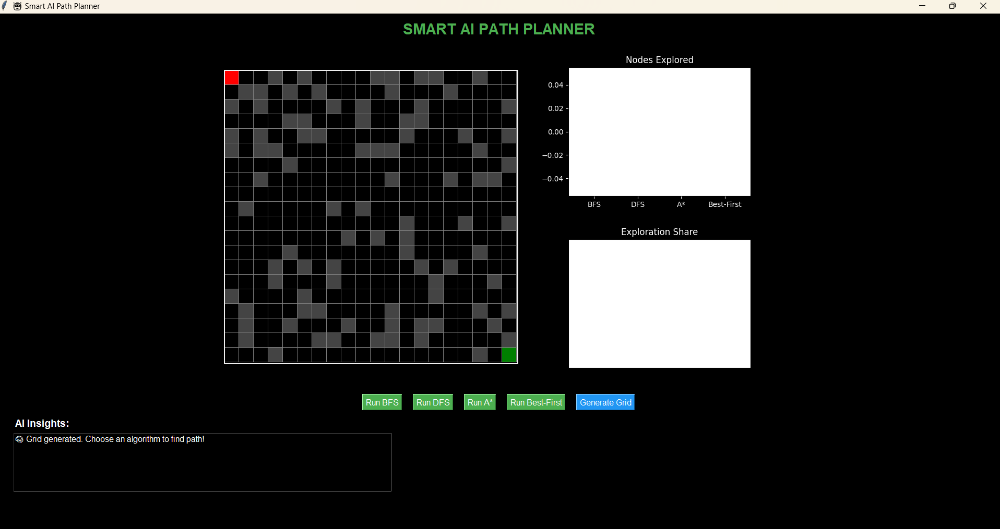 Smart AI Path Planner
SMART AI PATH PLANNER
Nodes Explored
0.04
0.02
0.00
−0.02
−0.04
BFS DFS A* Best-First
Exploration Share
Run BFS Run DFS Run A* Run Best-First Generate Grid
AI Insights:
🧠 Grid generated. Choose an algorithm to find path!